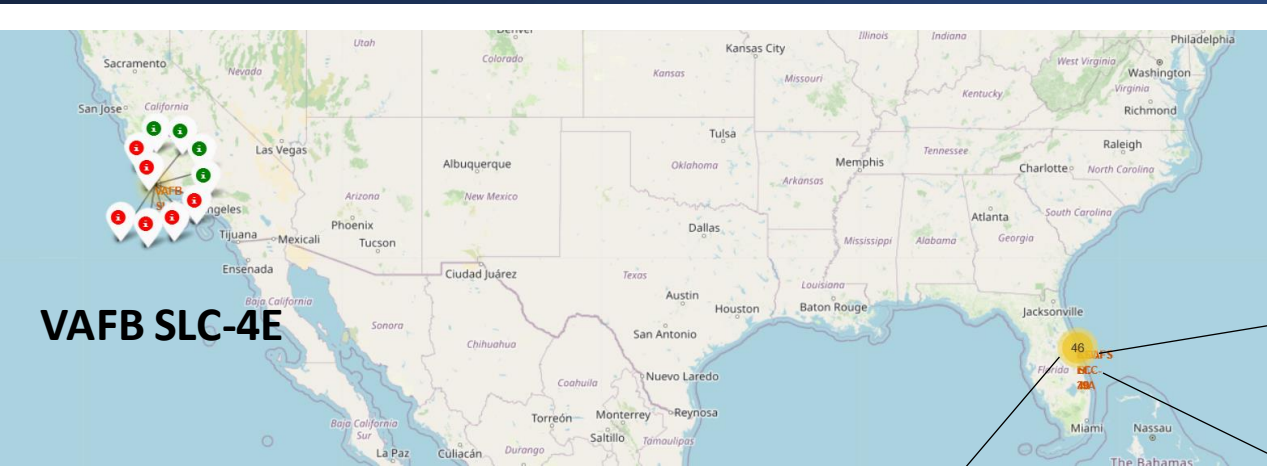 Philadelphia
Illinois
Indiana
Utah
Kansas City
Colorado
West Virginia
Sacramento
Nevada
Kansas
Missouri
Washington
Kentucky
Virginia
San Jose
California
Richmond
Tulsa
Las Vegas
Raleigh
Tennessee
Albuquerque
Oklahoma
Memphis
Charlotte
North Carolina
Arkansas
VAFB
Arizona
New Mexico
Atlanta
South Carolina
Phoenix
Dallas
Tijuana
Mexicali
Tucson
Mississippi
Alabama
Georgia
Ensenada
Ciudad Juárez
Texas
Louisiana
Baja California
Austin
Houston
Baton Rouge
Jacksonville
VAFB SLC-4E
Sonora
San Antonio
Chihuahua
46
Florida
Coahuila
Nuevo Laredo
Baja California
Sur
Torreón
Monterrey
Reynosa
Miami
Nassau
Saltillo
Tamaulipas
La Paz
Culiacán
Durango
The Bahamas